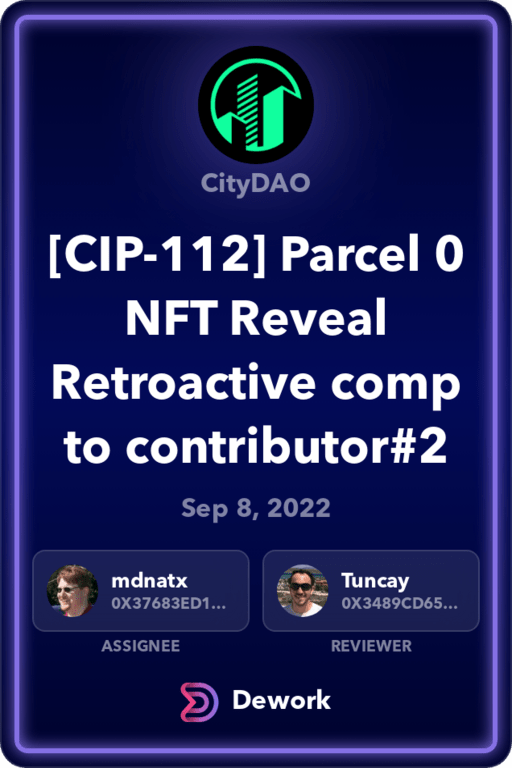 CityDAO
[CIP-112] Parcel 0
NFT Reveal
Retroactive comp
to contributor#2
Sep 8, 2022
mdnatx
0X37683ED1...
Tuncay
0X3489CD65...
ASSIGNEE
REVIEWER
Dework